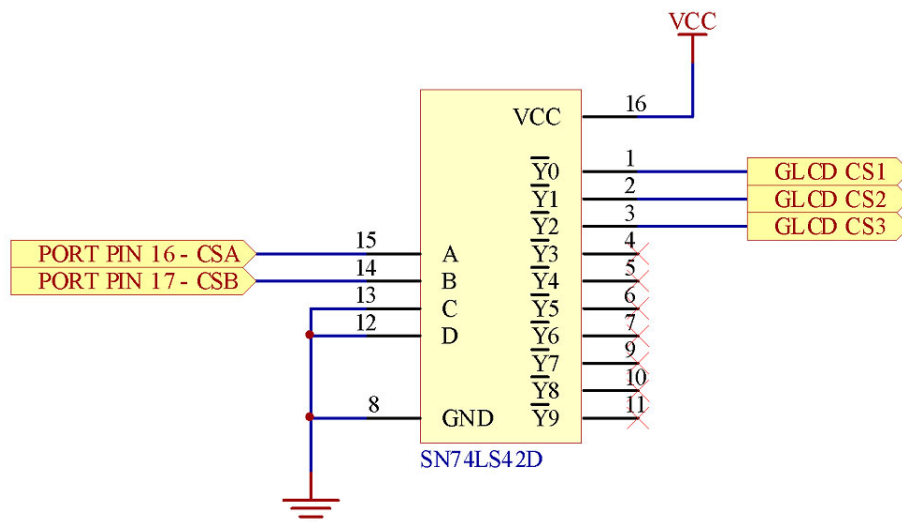 VCC
VCC 16
Y0 1 GLCD CS1
Y1 2 GLCD CS2
Y2 3 GLCD CS3
PORT PIN 16 - CSA 15 A Y3 4
PORT PIN 17 - CSB 14 B Y4 5
13 C Y5 6
12 D Y6 7
Y7 9
Y8 10
8 GND Y9 11
SN74LS42D